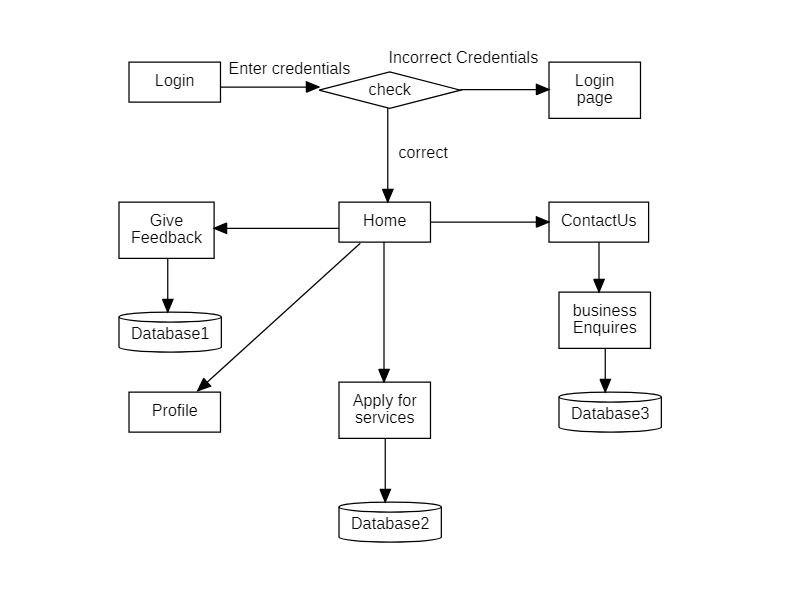 Incorrect Credentials
Enter credentials
Login
check
Login
page
correct
Give
Feedback
Home
ContactUs
business
Enquires
Database1
Profile
Apply for
services
Database3
Database2